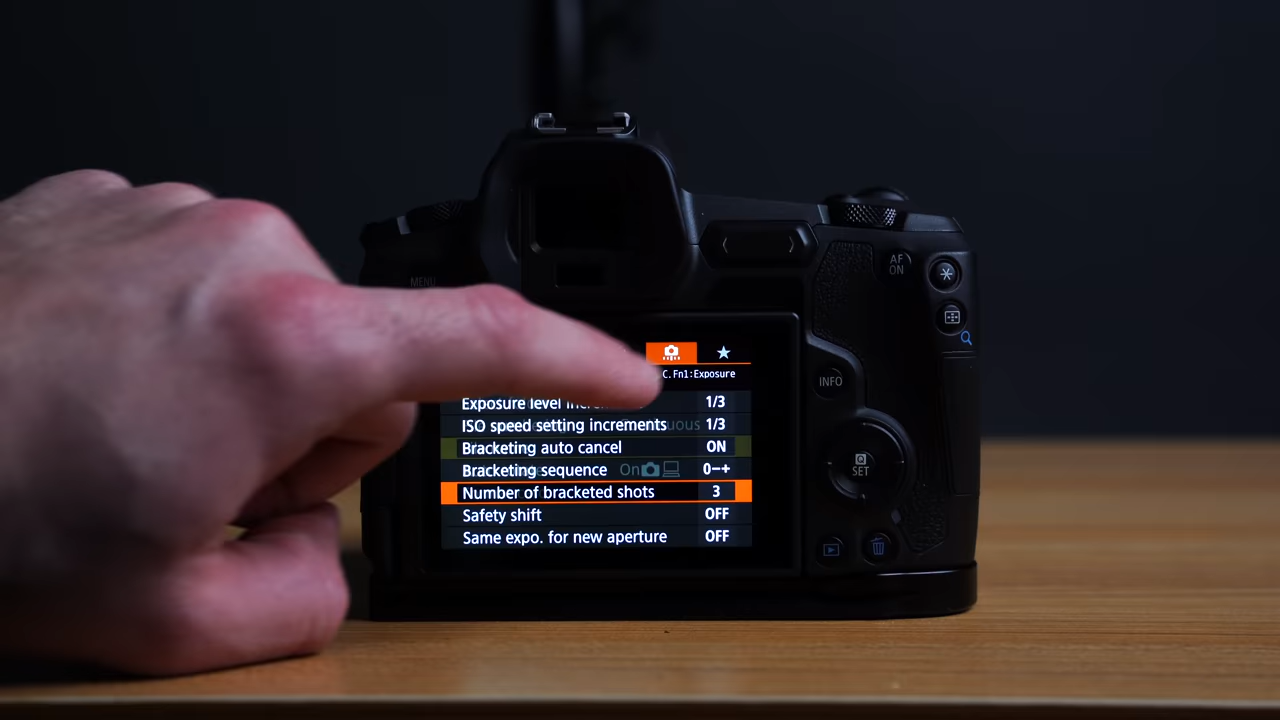 MENU
AF
ON
INFO
SET
C.Fn1:Exposure
Exposure level 1/3
ISO speed setting increments 1/3
Bracketing auto cancel ON
Bracketing sequence On 0−+
Number of bracketed shots 3
Safety shift OFF
Same expo. for new aperture OFF